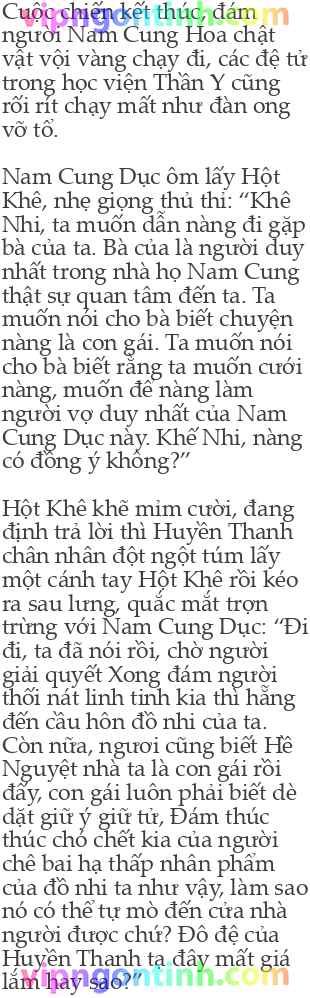 Cuộc chiến kết thúc, đám
người Nam Cung Hoa chật
vật vội vàng chạy đi, các đệ tử
trong học viện Thần Y cũng
rối rít chạy mất như đàn ong
vỡ tổ.
Nam Cung Dục ôm lấy Hột
Khê, nhẹ giọng thủ thỉ: “Khê
Nhi, ta muốn dẫn nàng đi gặp
bà của ta. Bà của là người duy
nhất trong nhà họ Nam Cung
thật sự quan tâm đến ta. Ta
muốn nói cho bà biết chuyện
nàng là con gái. Ta muốn nói
cho bà biết rằng ta muốn cưới
nàng, muốn để nàng làm
người vợ duy nhất của Nam
Cung Dục này. Khế Nhi, nàng
có đồng ý không?”
Hột Khê khẽ mỉm cười, đang
định trả lời thì Huyền Thanh
chân nhân đột ngột túm lấy
một cánh tay Hột Khê rồi kéo
ra sau lưng, quắc mắt trợn
trừng với Nam Cung Dục: “Đi
đi, ta đã nói rồi, chờ người
giải quyết Xong đám người
thối nát linh tinh kia thì hẵng
đến cầu hôn đồ nhi của ta.
Còn nữa, ngươi cũng biết Hề
Nguyệt nhà ta là con gái rồi
đấy, con gái luôn phải biết dè
dặt giữ ý giữ tử, Đám thúc
thúc chó chết kia của người
chê bai hạ thấp nhân phẩm
của đồ nhi ta như vậy, làm sao
nó có thể tự mò đến cửa nhà
người được chứ? Đô đệ của
Huyền Thanh ta đây mất giá
lắm hay sao?”
vipngontinh.com
vipngontinh.com